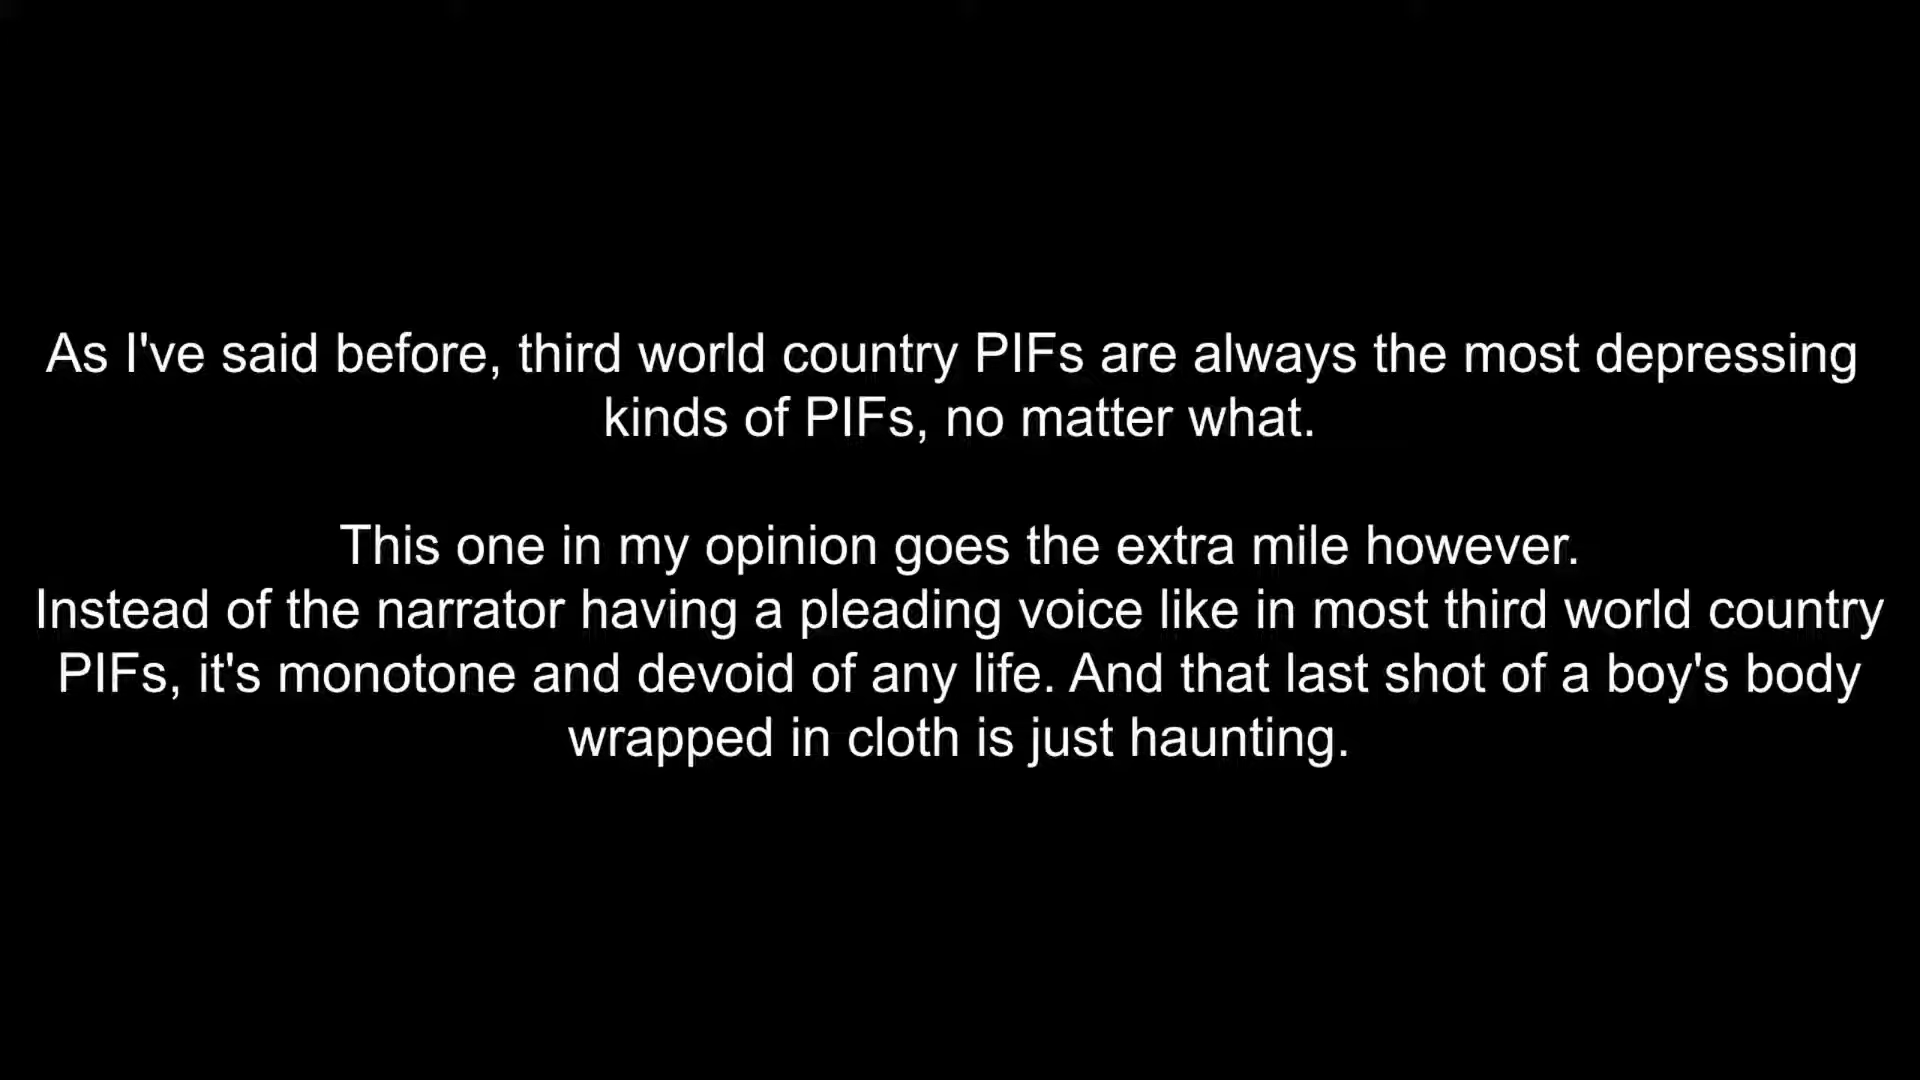 As I've said before, third world country PIFs are always the most depressing
kinds of PIFs, no matter what.
This one in my opinion goes the extra mile however.
Instead of the narrator having a pleading voice like in most third world country
PIFs, it's monotone and devoid of any life. And that last shot of a boy's body
wrapped in cloth is just haunting.